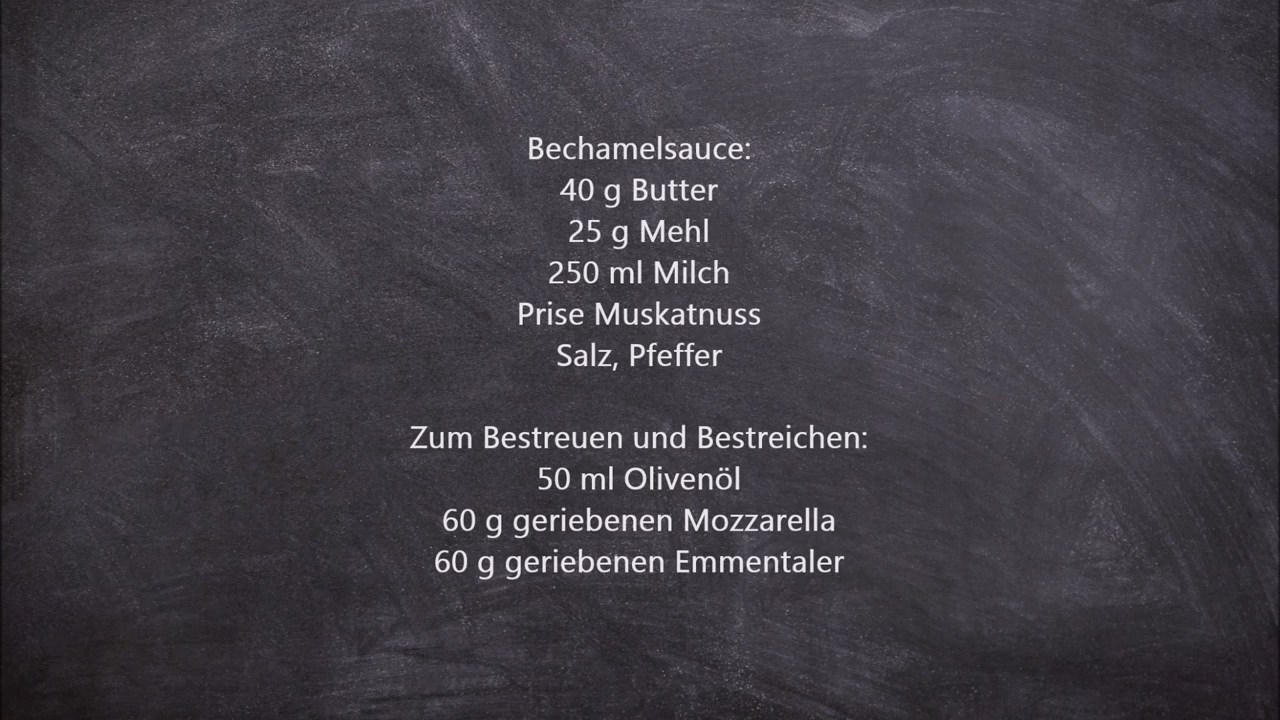 Bechamelsauce:
40 g Butter
25 g Mehl
250 ml Milch
Prise Muskatnuss
Salz, Pfeffer
Zum Bestreuen und Bestreichen:
50 ml Olivenöl
60 g geriebenen Mozzarella
60 g geriebenen Emmentaler